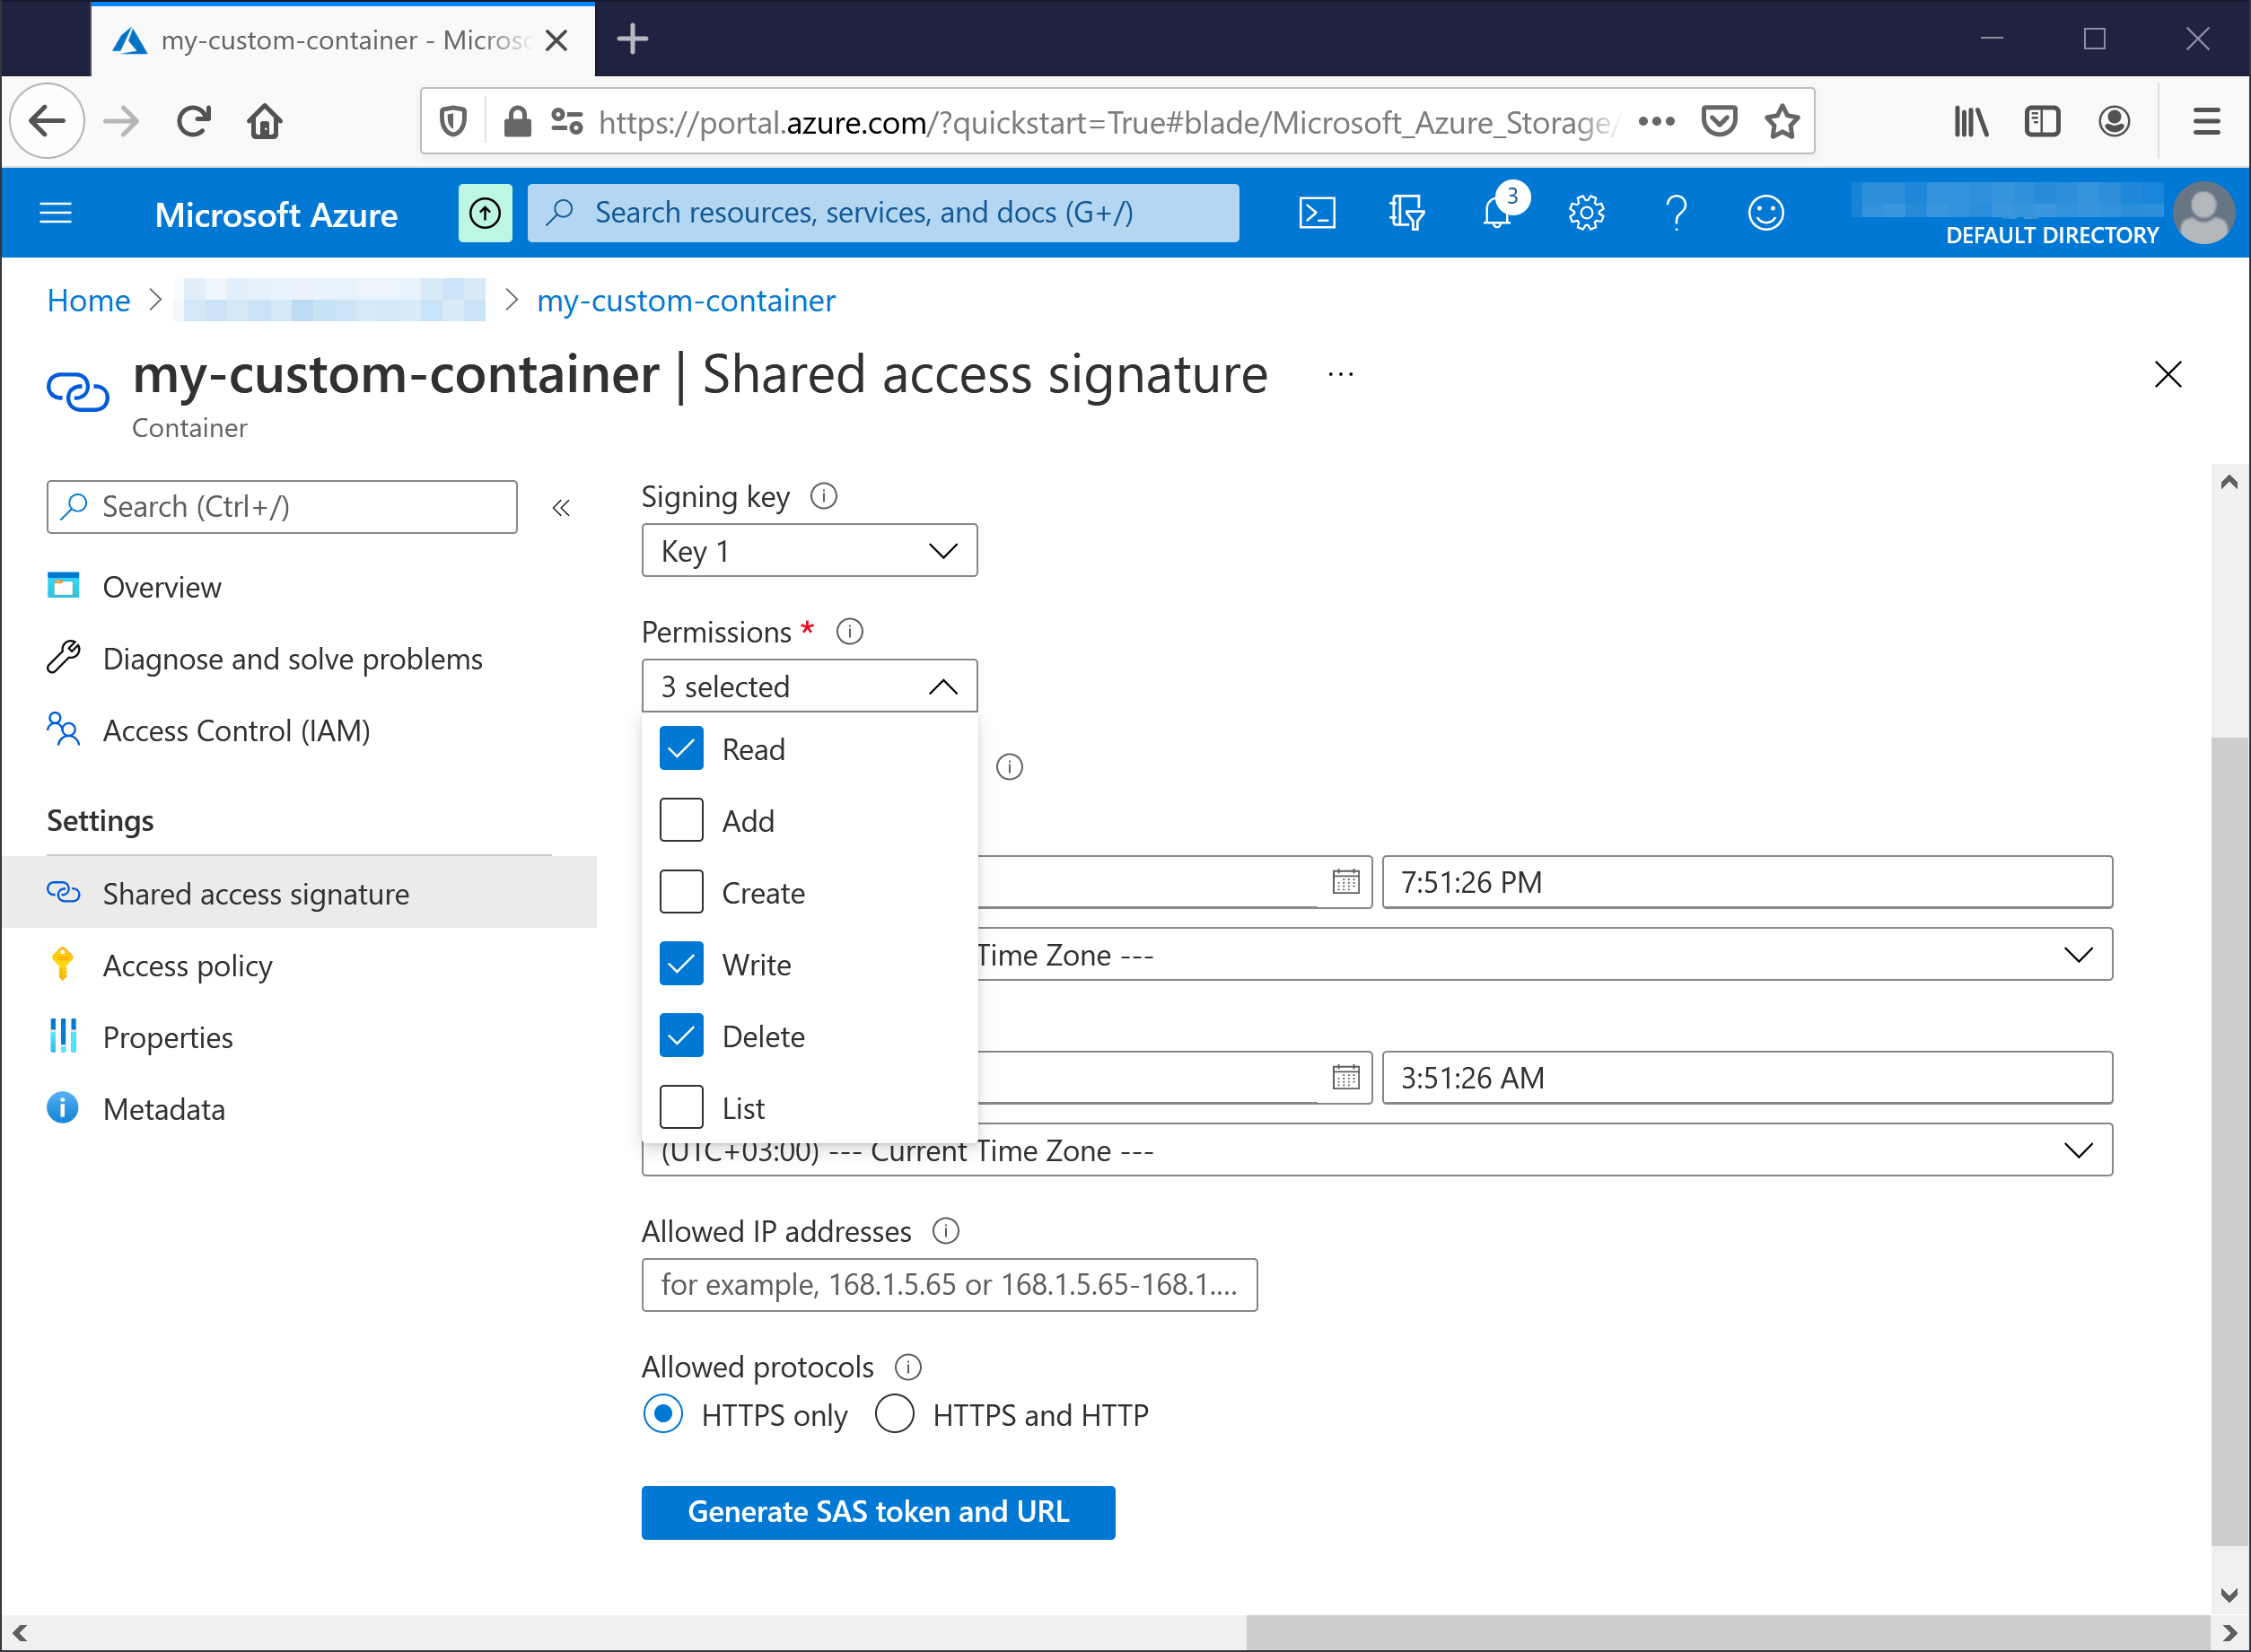 my-custom-container - Microso
https://portal.azure.com/?quickstart=True#blade/Microsoft_Azure_Storage/
Microsoft Azure
Search resources, services, and docs (G+/)
3
DEFAULT DIRECTORY
Home > > my-custom-container
my-custom-container | Shared access signature ...
Container
Search (Ctrl+/)
«
Overview
Diagnose and solve problems
Access Control (IAM)
Settings
Shared access signature
Access policy
Properties
Metadata
Signing key
Key 1
Permissions *
3 selected
Read
Add
Create
Write
Delete
List
7:51:26 PM
Time Zone ---
3:51:26 AM
(UTC+03:00) --- Current Time Zone ---
Allowed IP addresses
for example, 168.1.5.65 or 168.1.5.65-168.1....
Allowed protocols
HTTPS only
HTTPS and HTTP
Generate SAS token and URL